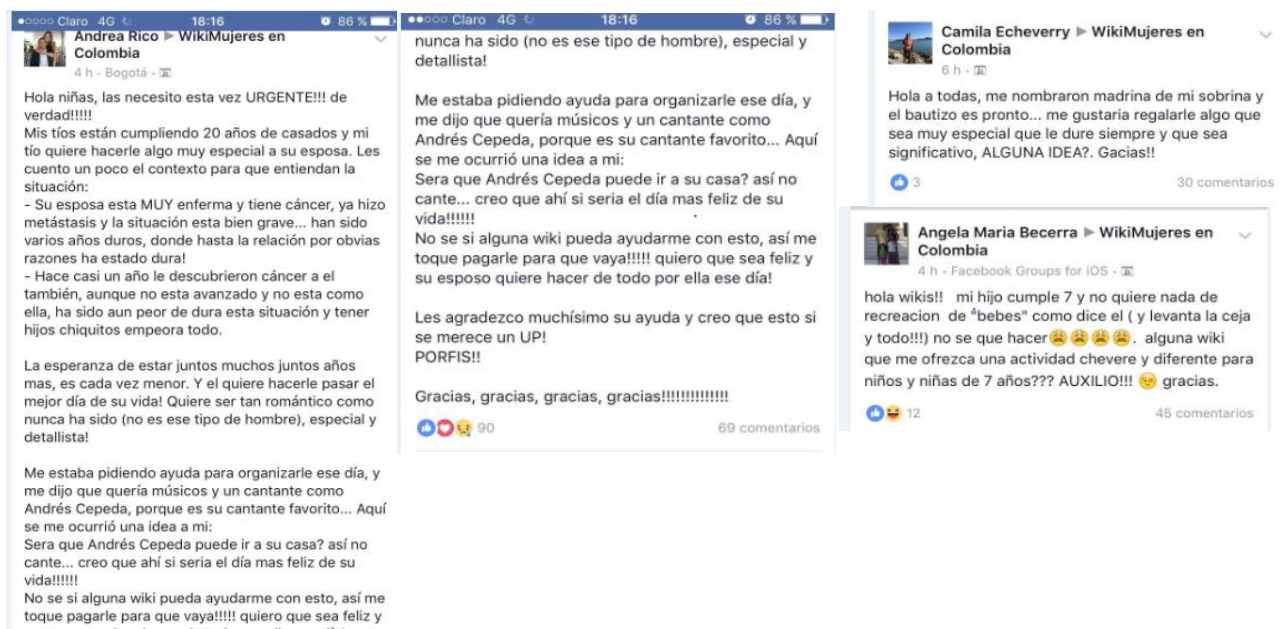 ●○○○○ Claro 4G 18:16 86 %
Andrea Rico ▶ WikiMujeres en
Colombia
4 h · Bogotá ·
Hola niñas, las necesito esta vez URGENTE!!! de
verdad!!!!!
Mis tíos están cumpliendo 20 años de casados y mi
tío quiere hacerle algo muy especial a su esposa. Les
cuento un poco el contexto para que entiendan la
situación:
- Su esposa esta MUY enferma y tiene cáncer, ya hizo
metástasis y la situación esta bien grave... han sido
varios años duros, donde hasta la relación por obvias
razones ha estado dura!
- Hace casi un año le descubrieron cáncer a el
también, aunque no esta avanzado y no esta como
ella, ha sido aun peor de dura esta situación y tener
hijos chiquitos empeora todo.
La esperanza de estar juntos muchos juntos años
mas, es cada vez menor. Y el quiere hacerle pasar el
mejor día de su vida! Quiere ser tan romántico como
nunca ha sido (no es ese tipo de hombre), especial y
detallista!
Me estaba pidiendo ayuda para organizarle ese día, y
me dijo que quería músicos y un cantante como
Andrés Cepeda, porque es su cantante favorito... Aquí
se me ocurrió una idea a mi:
Sera que Andrés Cepeda puede ir a su casa? así no
cante... creo que ahí si seria el día mas feliz de su
vida!!!!!!
No se si alguna wiki pueda ayudarme con esto, así me
toque pagarle para que vaya!!!!! quiero que sea feliz y
●●○○○ Claro 4G 18:16 86 %
nunca ha sido (no es ese tipo de hombre), especial y
detallista!
Me estaba pidiendo ayuda para organizarle ese día, y
me dijo que quería músicos y un cantante como
Andrés Cepeda, porque es su cantante favorito... Aquí
se me ocurrió una idea a mi:
Sera que Andrés Cepeda puede ir a su casa? así no
cante... creo que ahí si seria el día mas feliz de su
vida!!!!!!
No se si alguna wiki pueda ayudarme con esto, así me
toque pagarle para que vaya!!!!! quiero que sea feliz y
su esposo quiere hacer de todo por ella ese día!
Les agradezco muchísimo su ayuda y creo que esto si
se merece un UP!
PORFIS!!
Gracias, gracias, gracias, gracias!!!!!!!!!!!!!!
90 69 comentarios
Camila Echeverry ▶ WikiMujeres en
Colombia
6 h ·
Hola a todas, me nombraron madrina de mi sobrina y
el bautizo es pronto... me gustaria regalarle algo que
sea muy especial que le dure siempre y que sea
significativo, ALGUNA IDEA?. Gacias!!
3 30 comentarios
Angela Maria Becerra ▶ WikiMujeres en
Colombia
4 h · Facebook Groups for iOS ·
hola wikis!! mi hijo cumple 7 y no quiere nada de
recreacion de "bebes" como dice el ( y levanta la ceja
y todo!!!) no se que hacer😩😩😩😩. alguna wiki
que me ofrezca una actividad chevere y diferente para
niños y niñas de 7 años??? AUXILIO!!! 😉 gracias.
12 45 comentarios